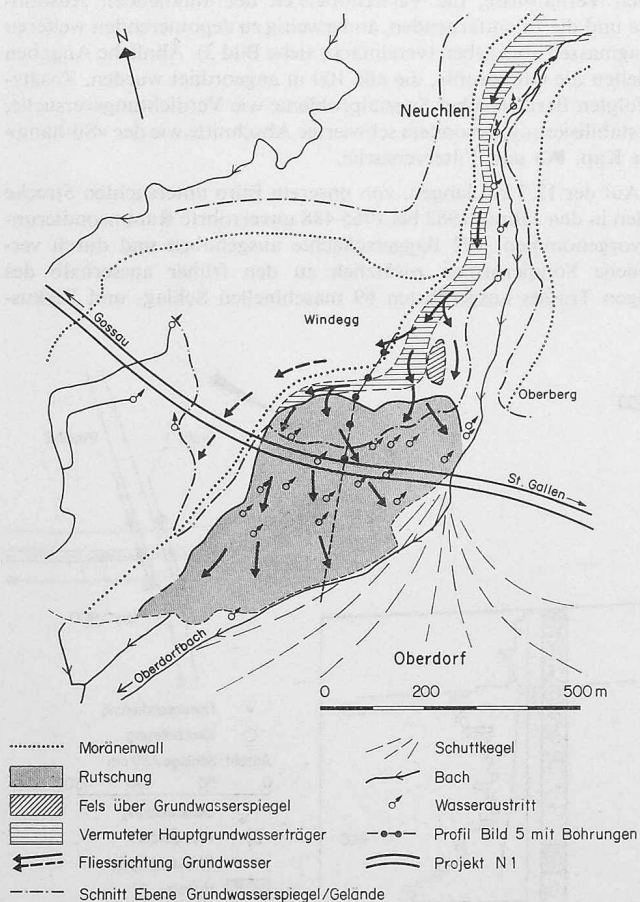 N
Neuchlen
Gossau
Windegg
Oberberg
St. Gallen
Oberdorfbach
Oberdorf
0 200 500 m
Moränenwall
Rutschung
Fels über Grundwasserspiegel
Vermuteter Hauptgrundwasserträger
Fliessrichtung Grundwasser
Schnitt Ebene Grundwasserspiegel/Gelände
Schuttkegel
Bach
Wasseraustritt
Profil Bild 5 mit Bohrungen
Projekt N1